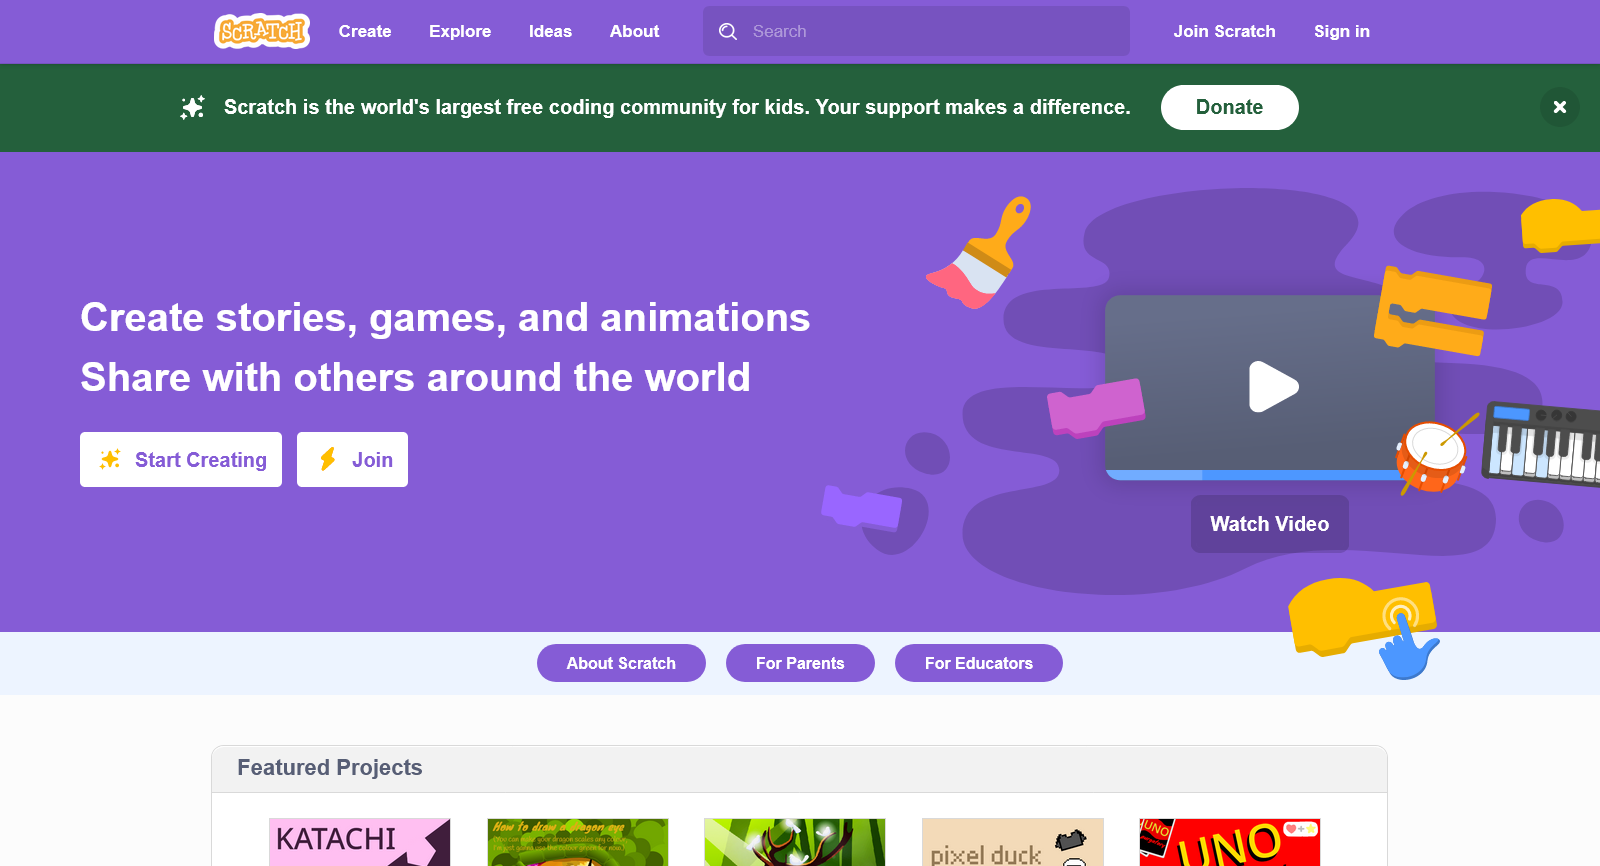 SCRATCH
Create
Explore
Ideas
About
Search
Join Scratch
Sign in
Scratch is the world's largest free coding community for kids. Your support makes a difference.
Donate
Create stories, games, and animations
Share with others around the world
Start Creating
Join
Watch Video
About Scratch
For Parents
For Educators
Featured Projects
KATACHI
How to draw a dragon eye
pixel duck
UNO
UNO